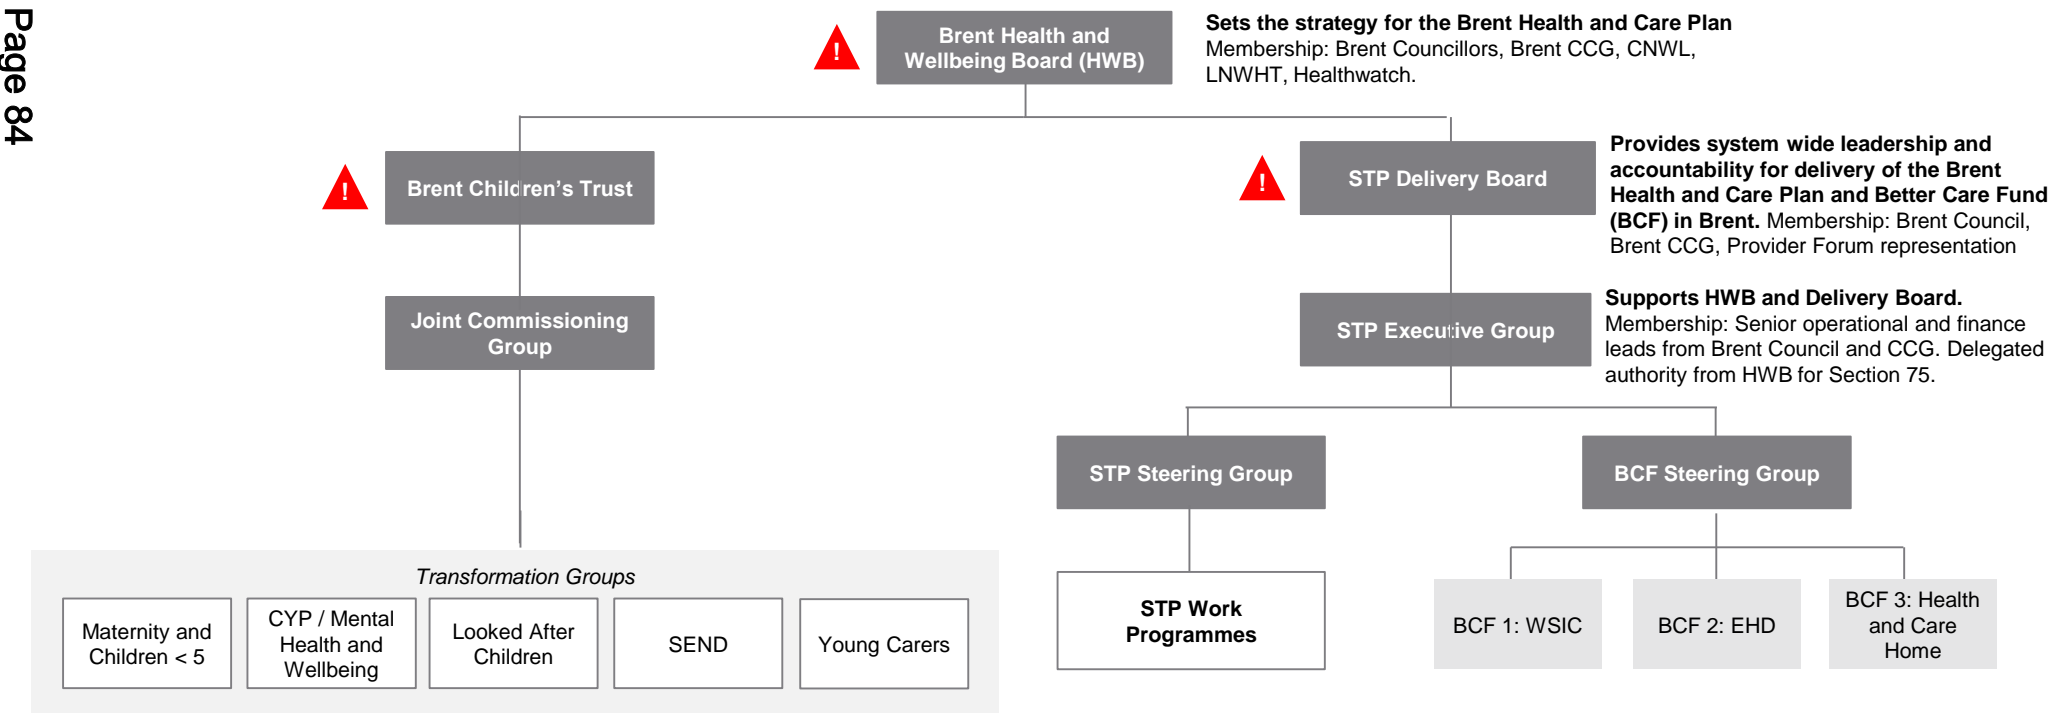 Page 84
!
Brent Health and
Wellbeing Board (HWB)
Sets the strategy for the Brent Health and Care Plan
Membership: Brent Councillors, Brent CCG, CNWL,
LNWHT, Healthwatch.
!
Brent Children's Trust
!
STP Delivery Board
Provides system wide leadership and
accountability for delivery of the Brent
Health and Care Plan and Better Care Fund
(BCF) in Brent. Membership: Brent Council,
Brent CCG, Provider Forum representation
Joint Commissioning
Group
STP Executive Group
Supports HWB and Delivery Board.
Membership: Senior operational and finance
leads from Brent Council and CCG. Delegated
authority from HWB for Section 75.
STP Steering Group
BCF Steering Group
Transformation Groups
Maternity and
Children < 5
CYP / Mental
Health and
Wellbeing
Looked After
Children
SEND
Young Carers
STP Work
Programmes
BCF 1: WSIC
BCF 2: EHD
BCF 3: Health
and Care
Home